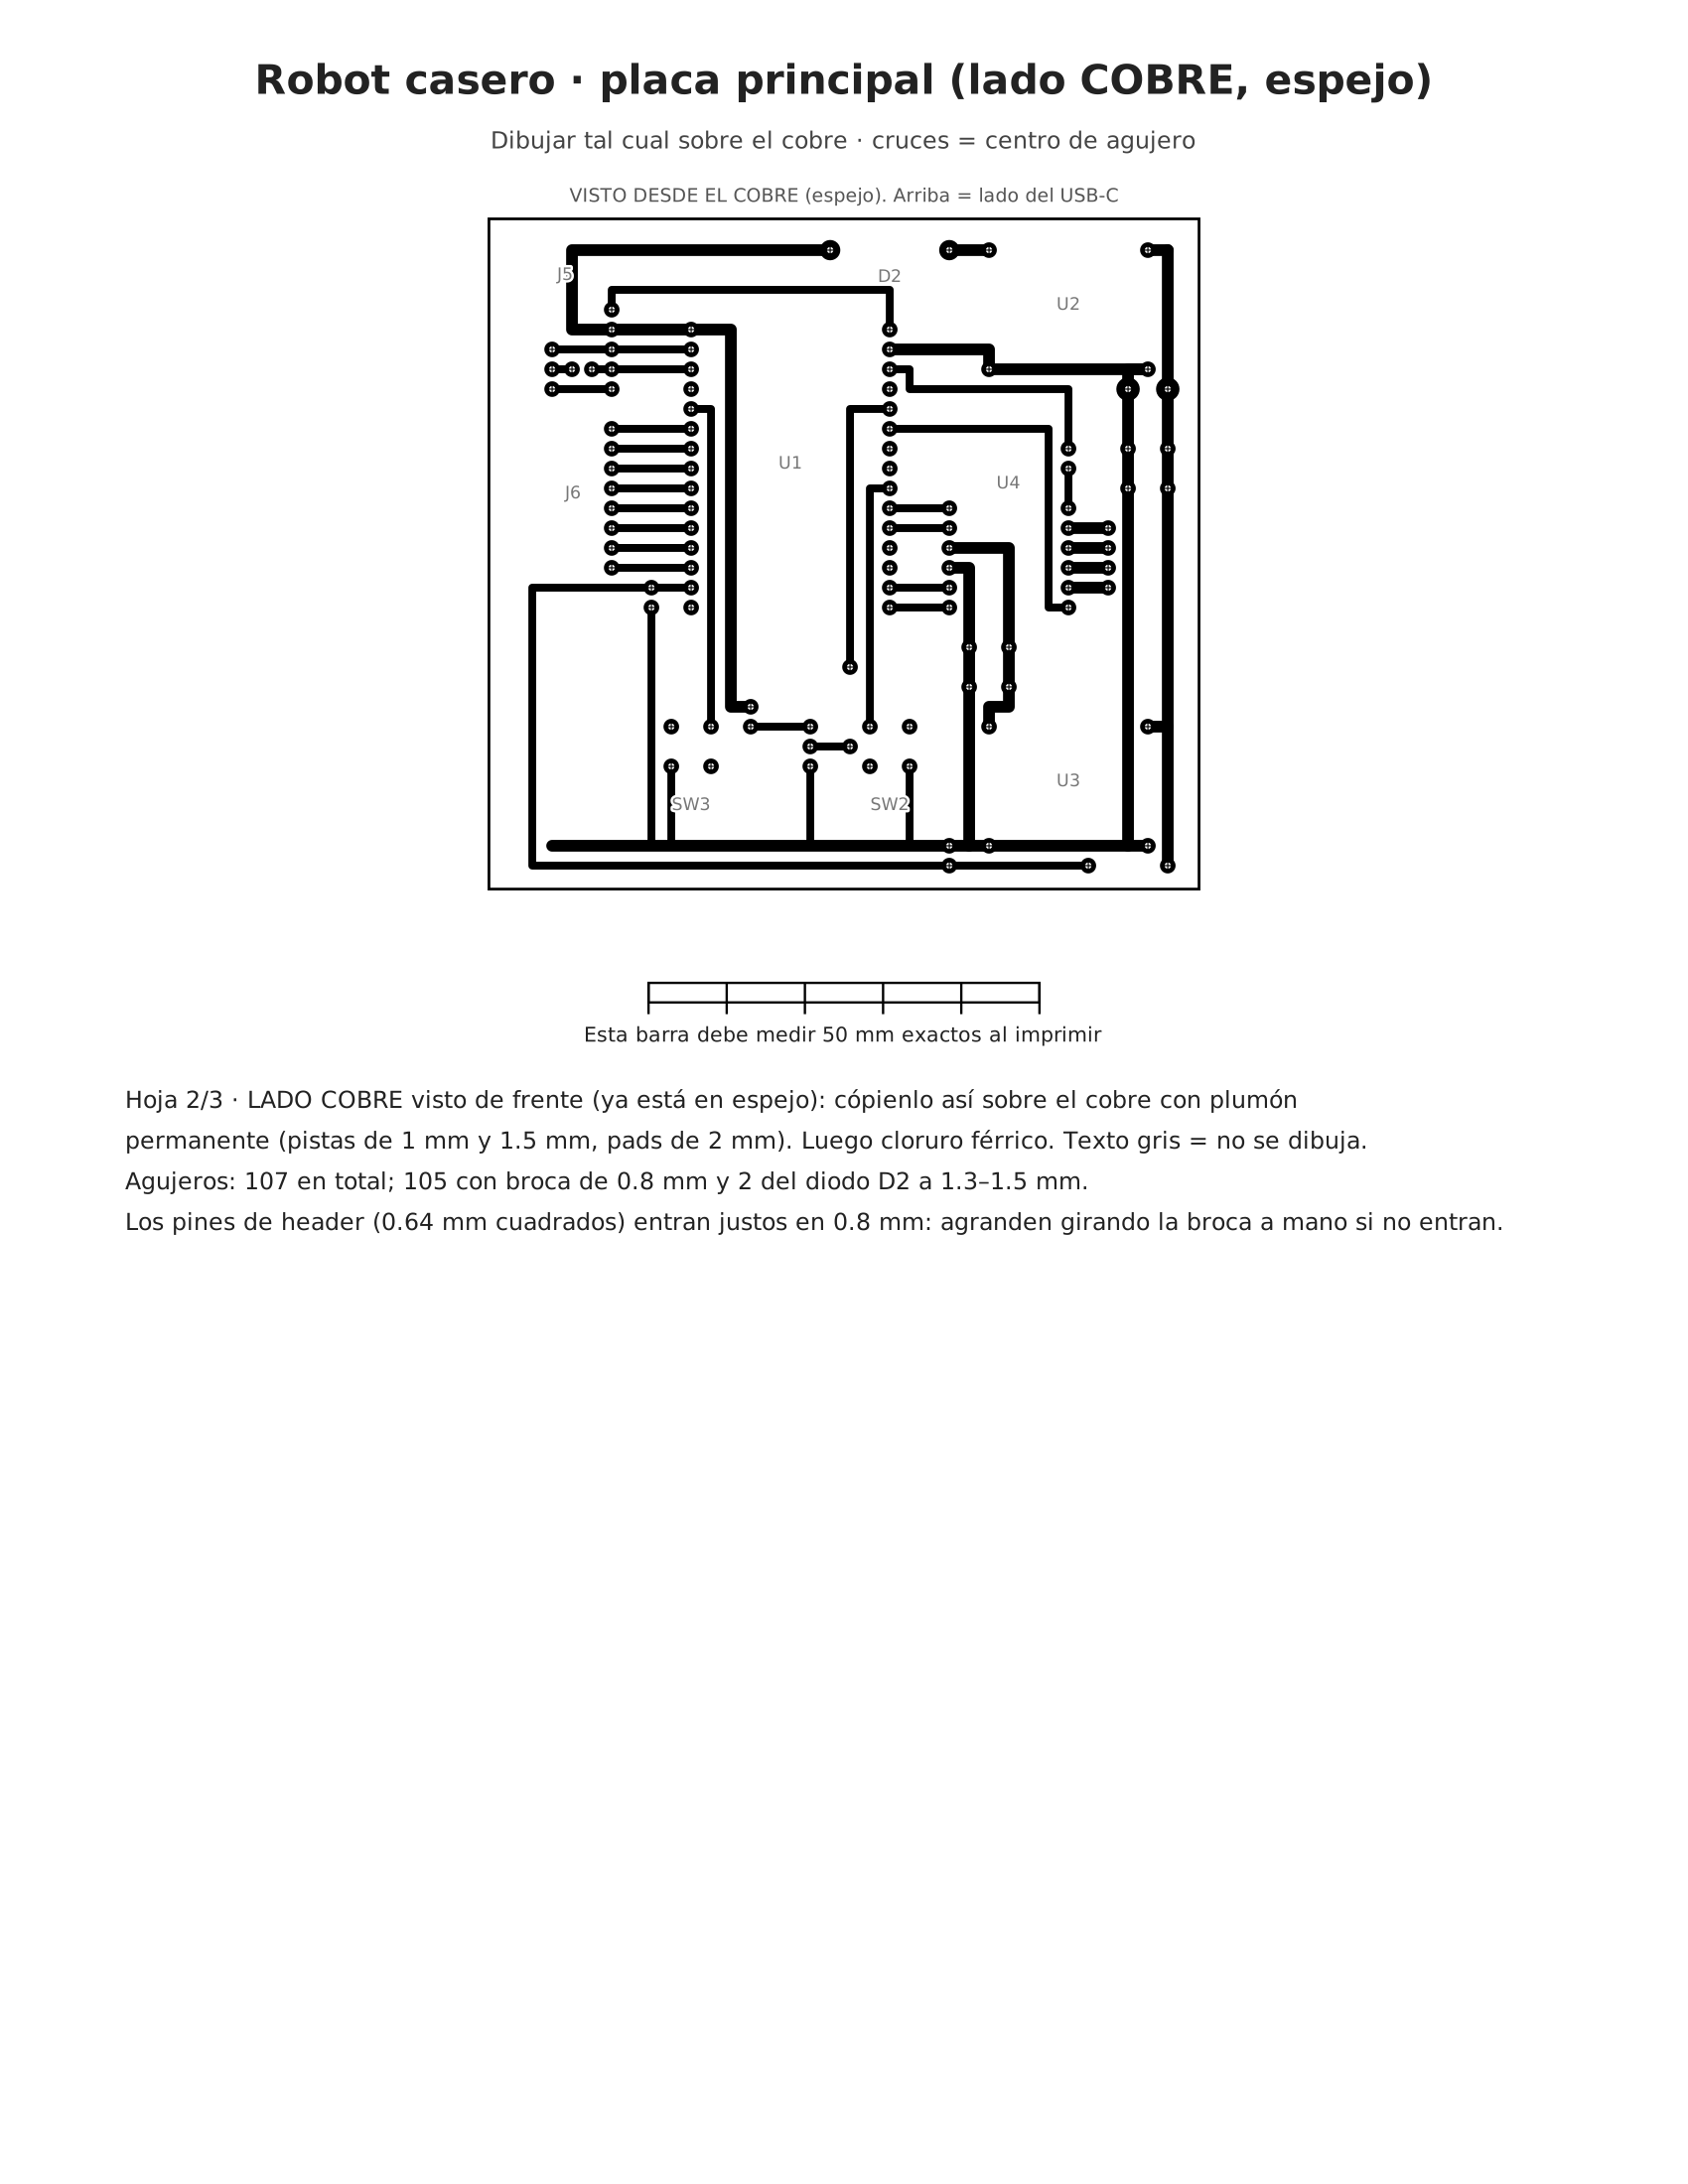 Robot casero · placa principal (lado COBRE, espejo)
Dibujar tal cual sobre el cobre · cruces = centro de agujero
VISTO DESDE EL COBRE (espejo). Arriba = lado del USB-C
J5
D2
U2
U1
U4
J6
U3
SW3
SW2
Esta barra debe medir 50 mm exactos al imprimir
Hoja 2/3 · LADO COBRE visto de frente (ya está en espejo): cópienlo así sobre el cobre con plumón
permanente (pistas de 1 mm y 1.5 mm, pads de 2 mm). Luego cloruro férrico. Texto gris = no se dibuja.
Agujeros: 107 en total; 105 con broca de 0.8 mm y 2 del diodo D2 a 1.3–1.5 mm.
Los pines de header (0.64 mm cuadrados) entran justos en 0.8 mm: agranden girando la broca a mano si no entran.